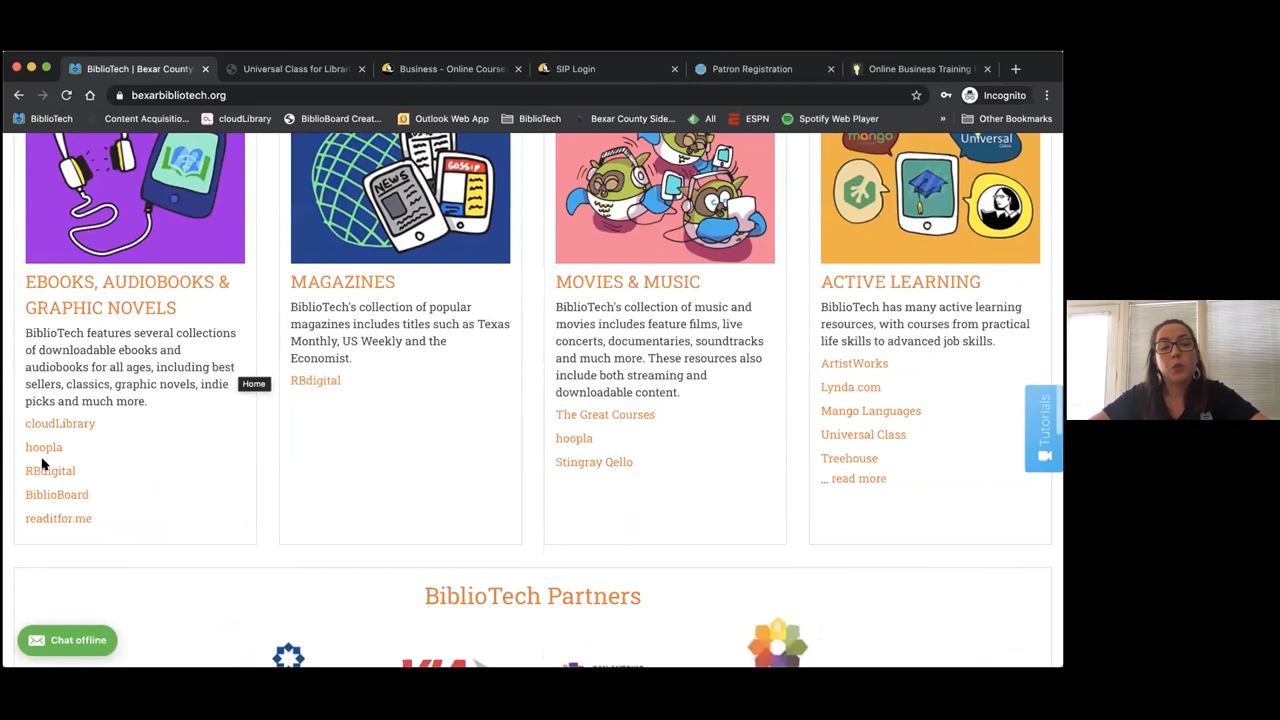 BiblioTech | Bexar County
Universal Class for Librar
Business - Online Course
SIP Login
Patron Registration
Online Business Training
bexarbibliotech.org
Incognito
BiblioTech
Content Acquisitio...
cloudLibrary
BiblioBoard Creat...
Outlook Web App
BiblioTech
Bexar County Side...
All
ESPN
Spotify Web Player
»
Other Bookmarks
NEWS
GOSSIP
mango
Universal
Class
EBOOKS, AUDIOBOOKS &
GRAPHIC NOVELS
BiblioTech features several collections
of downloadable ebooks and
audiobooks for all ages, including best
sellers, classics, graphic novels, indie
picks and much more.
Home
cloudLibrary
hoopla
RBdigital
BiblioBoard
readitfor.me
MAGAZINES
BiblioTech's collection of popular
magazines includes titles such as Texas
Monthly, US Weekly and the
Economist.
RBdigital
MOVIES & MUSIC
BiblioTech's collection of music and
movies includes feature films, live
concerts, documentaries, soundtracks
and much more. These resources also
include both streaming and
downloadable content.
The Great Courses
hoopla
Stingray Qello
ACTIVE LEARNING
BiblioTech has many active learning
resources, with courses from practical
life skills to advanced job skills.
ArtistWorks
Lynda.com
Mango Languages
Universal Class
Treehouse
... read more
Tutorials
BiblioTech Partners
Chat offline
VIA